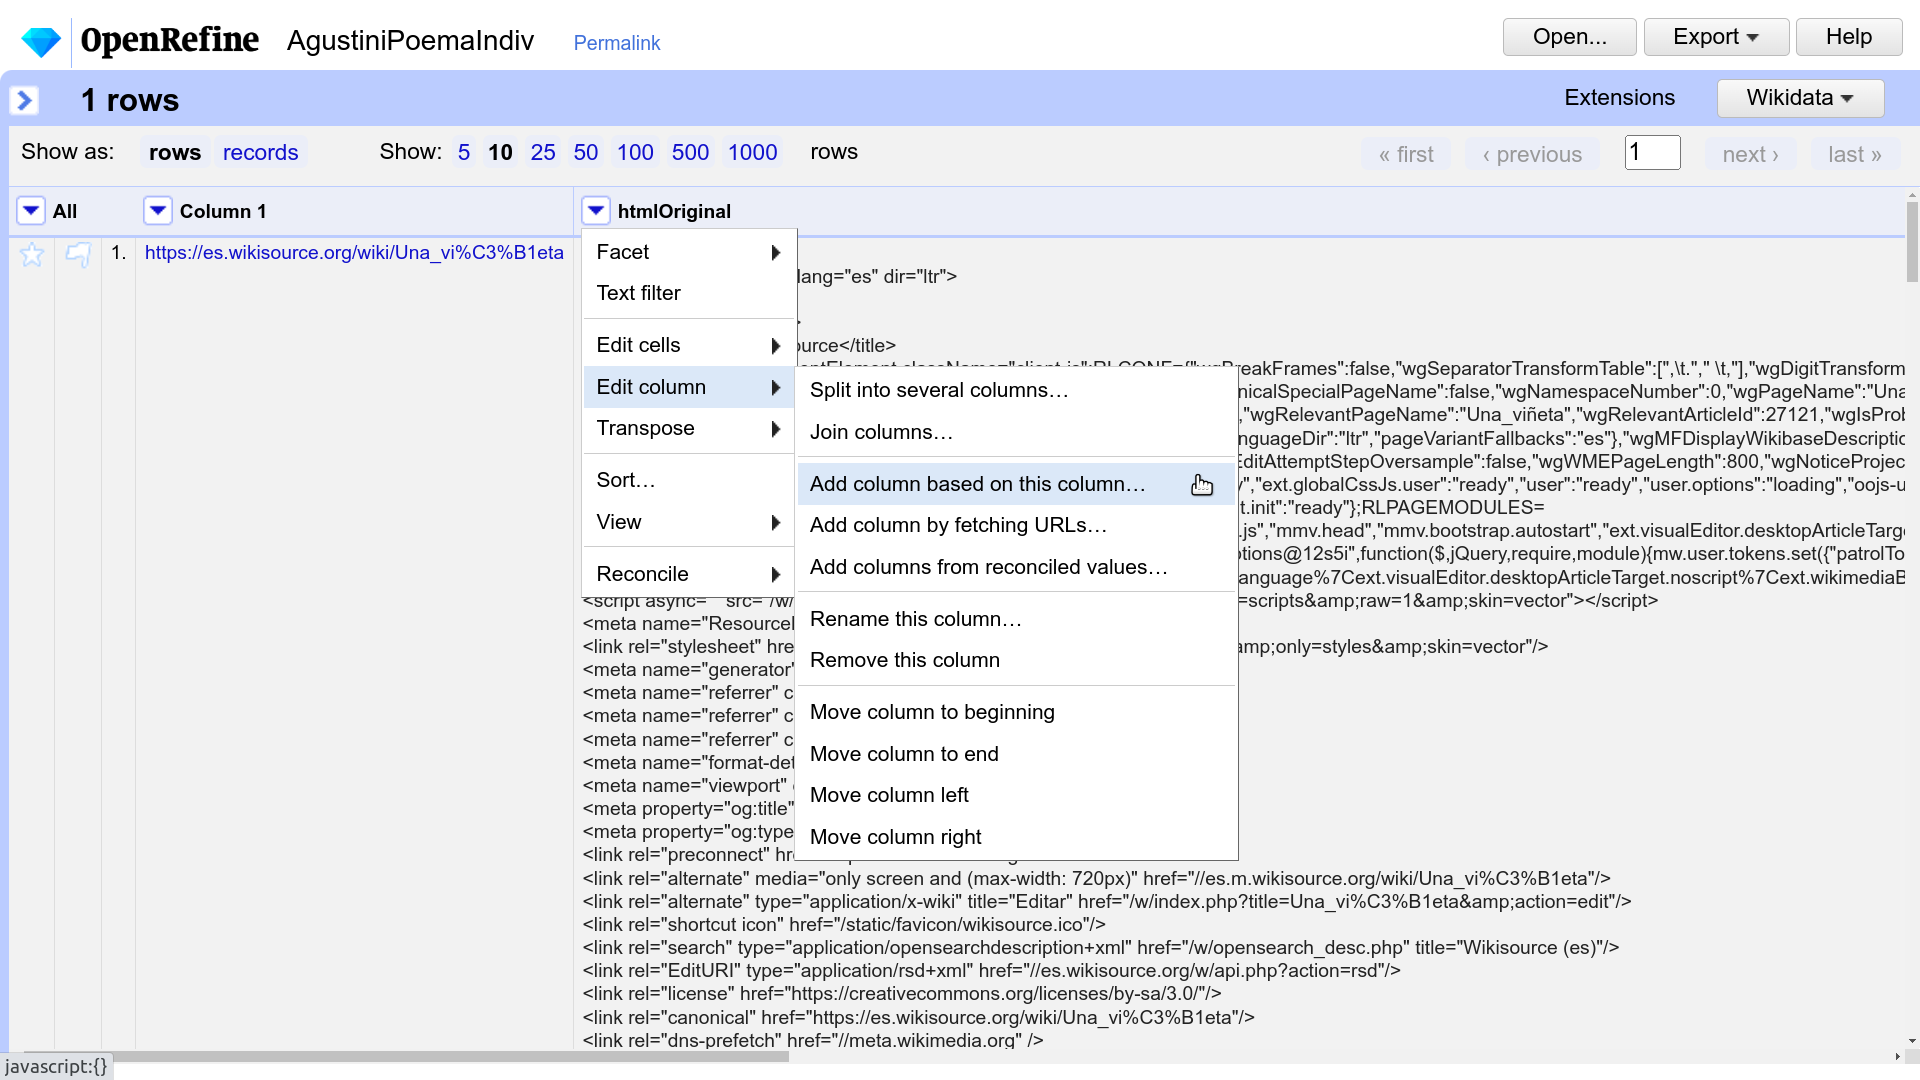 OpenRefine AgustiniPoemaIndiv Permalink Open... Export Help
1 rows Extensions Wikidata
Show as: rows records Show: 5 10 25 50 100 500 1000 rows « first ‹ previous 1 next › last »
All Column 1 htmlOriginal
1. https://es.wikisource.org/wiki/Una_vi%C3%B1eta
Facet
lang="es" dir="ltr">
Text filter
Edit cells
urce</title>
"wgBreakFrames":false,"wgSeparatorTransformTable":[",\t."," \t,"],"wgDigitTransform
Edit column
Split into several columns…
nicalSpecialPageName":false,"wgNamespaceNumber":0,"wgPageName":"Una
,"wgRelevantPageName":"Una_viñeta","wgRelevantArticleId":27121,"wgIsProb
Transpose
Join columns…
nguageDir":"ltr","pageVariantFallbacks":"es"},"wgMFDisplayWikibaseDescriptio
EditAttemptStepOversample":false,"wgWMEPageLength":800,"wgNoticeProjec
Sort…
Add column based on this column…
y","ext.globalCssJs.user":"ready","user":"ready","user.options":"loading","oojs-u
t.init":"ready"};RLPAGEMODULES=
View
Add column by fetching URLs…
.js","mmv.head","mmv.bootstrap.autostart","ext.visualEditor.desktopArticleTarg
tions@12s5i",function($,jQuery,require,module){mw.user.tokens.set({"patrolTo
Reconcile
Add columns from reconciled values…
anguage%7Cext.visualEditor.desktopArticleTarget.noscript%7Cext.wikimediaB
<script async="" src="/w/ =scripts&amp;raw=1&amp;skin=vector"></script>
<meta name="Resource
Rename this column…
<link rel="stylesheet" hre amp;only=styles&amp;skin=vector"/>
<meta name="generator"
Remove this column
<meta name="referrer" c
<meta name="referrer" c
Move column to beginning
<meta name="referrer" c
<meta name="format-det
Move column to end
<meta name="viewport"
Move column left
<meta property="og:title"
<meta property="og:type
Move column right
<link rel="preconnect" hr
<link rel="alternate" media="only screen and (max-width: 720px)" href="//es.m.wikisource.org/wiki/Una_vi%C3%B1eta"/>
<link rel="alternate" type="application/x-wiki" title="Editar" href="/w/index.php?title=Una_vi%C3%B1eta&amp;action=edit"/>
<link rel="shortcut icon" href="/static/favicon/wikisource.ico"/>
<link rel="search" type="application/opensearchdescription+xml" href="/w/opensearch_desc.php" title="Wikisource (es)"/>
<link rel="EditURI" type="application/rsd+xml" href="//es.wikisource.org/w/api.php?action=rsd"/>
<link rel="license" href="https://creativecommons.org/licenses/by-sa/3.0/"/>
<link rel="canonical" href="https://es.wikisource.org/wiki/Una_vi%C3%B1eta"/>
<link rel="dns-prefetch" href="//meta.wikimedia.org" />
javascript:{}